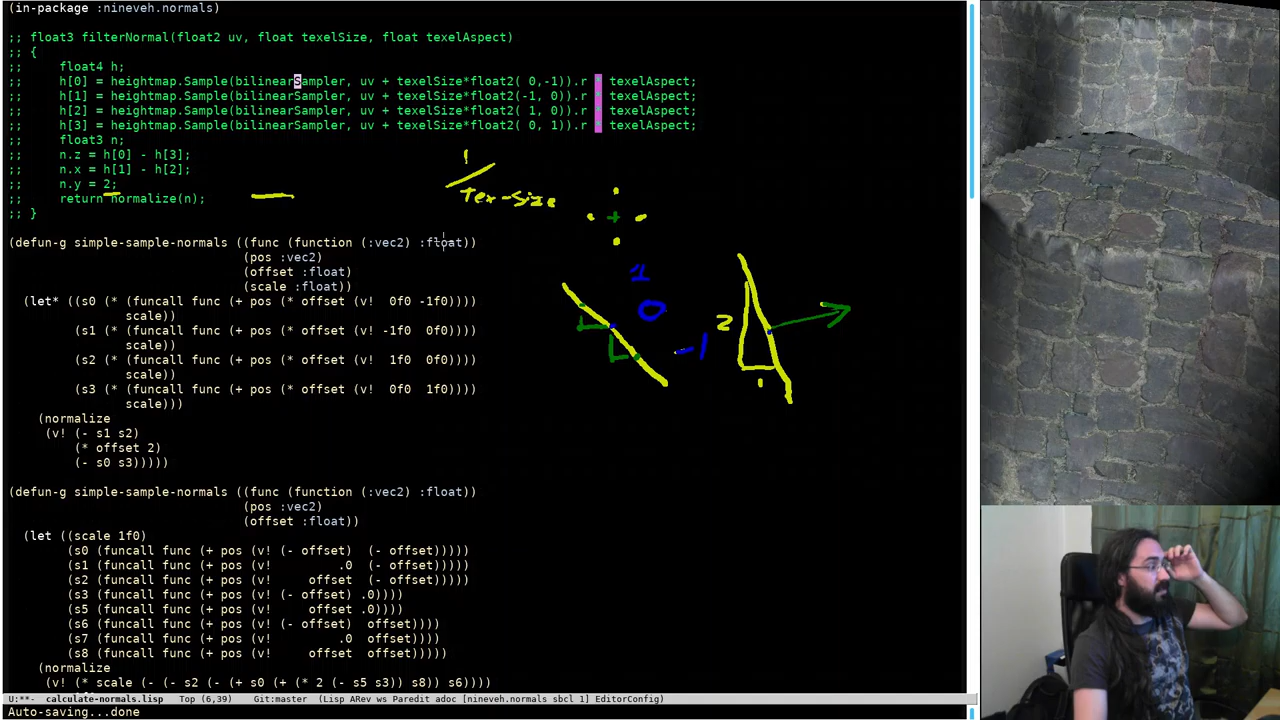 (in-package :nineveh.normals)
;; float3 filterNormal(float2 uv, float texelSize, float texelAspect)
;; {
;;     float4 h;
;;     h[0] = heightmap.Sample(bilinearSampler, uv + texelSize*float2( 0,-1)).r * texelAspect;
;;     h[1] = heightmap.Sample(bilinearSampler, uv + texelSize*float2(-1, 0)).r * texelAspect;
;;     h[2] = heightmap.Sample(bilinearSampler, uv + texelSize*float2( 1, 0)).r * texelAspect;
;;     h[3] = heightmap.Sample(bilinearSampler, uv + texelSize*float2( 0, 1)).r * texelAspect;
;;     float3 n;
;;     n.z = h[0] - h[3];
;;     n.x = h[1] - h[2];
;;     n.y = 2;
;;     return normalize(n);
;; }
1
Tex-Size
1
0
-1
2
1
(defun-g simple-sample-normals ((func (function (:vec2) :float))
                                (pos :vec2)
                                (offset :float)
                                (scale :float))
  (let* ((s0 (* (funcall func (+ pos (* offset (v!  0f0 -1f0))))
                scale))
         (s1 (* (funcall func (+ pos (* offset (v! -1f0  0f0))))
                scale))
         (s2 (* (funcall func (+ pos (* offset (v!  1f0  0f0))))
                scale))
         (s3 (* (funcall func (+ pos (* offset (v!  0f0  1f0))))
                scale)))
    (normalize
     (v! (- s1 s2)
         (* offset 2)
         (- s0 s3)))))
(defun-g simple-sample-normals ((func (function (:vec2) :float))
                                (pos :vec2)
                                (offset :float))
  (let ((scale 1f0)
        (s0 (funcall func (+ pos (v! (- offset)  (- offset)))))
        (s1 (funcall func (+ pos (v!         .0  (- offset)))))
        (s2 (funcall func (+ pos (v!     offset  (- offset)))))
        (s3 (funcall func (+ pos (v! (- offset) .0))))
        (s5 (funcall func (+ pos (v!     offset .0))))
        (s6 (funcall func (+ pos (v! (- offset)  offset))))
        (s7 (funcall func (+ pos (v!         .0  offset))))
        (s8 (funcall func (+ pos (v!     offset  offset)))))
    (normalize
     (v! (* scale (- (- s2 (- (+ s0 (+ (* 2 (- s5 s3)) s8)) s6))))
U:**-  calculate-normals.lisp   Top (6,39)     Git:master  (Lisp ARev ws Paredit adoc [nineveh.normals sbcl 1] EditorConfig)
Auto-saving...done